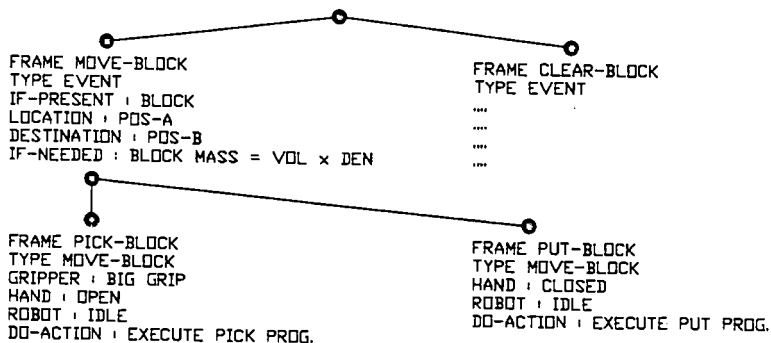 FRAME MOVE-BLOCK
TYPE EVENT
IF-PRESENT : BLOCK
LOCATION : POS-A
DESTINATION : POS-B
IF-NEEDED : BLOCK MASS = VOL x DEN
FRAME CLEAR-BLOCK
TYPE EVENT
....
....
....
....
FRAME PICK-BLOCK
TYPE MOVE-BLOCK
GRIPPER : BIG GRIP
HAND : OPEN
ROBOT : IDLE
DO-ACTION : EXECUTE PICK PROG.
FRAME PUT-BLOCK
TYPE MOVE-BLOCK
HAND : CLOSED
ROBOT : IDLE
DO-ACTION : EXECUTE PUT PROG.